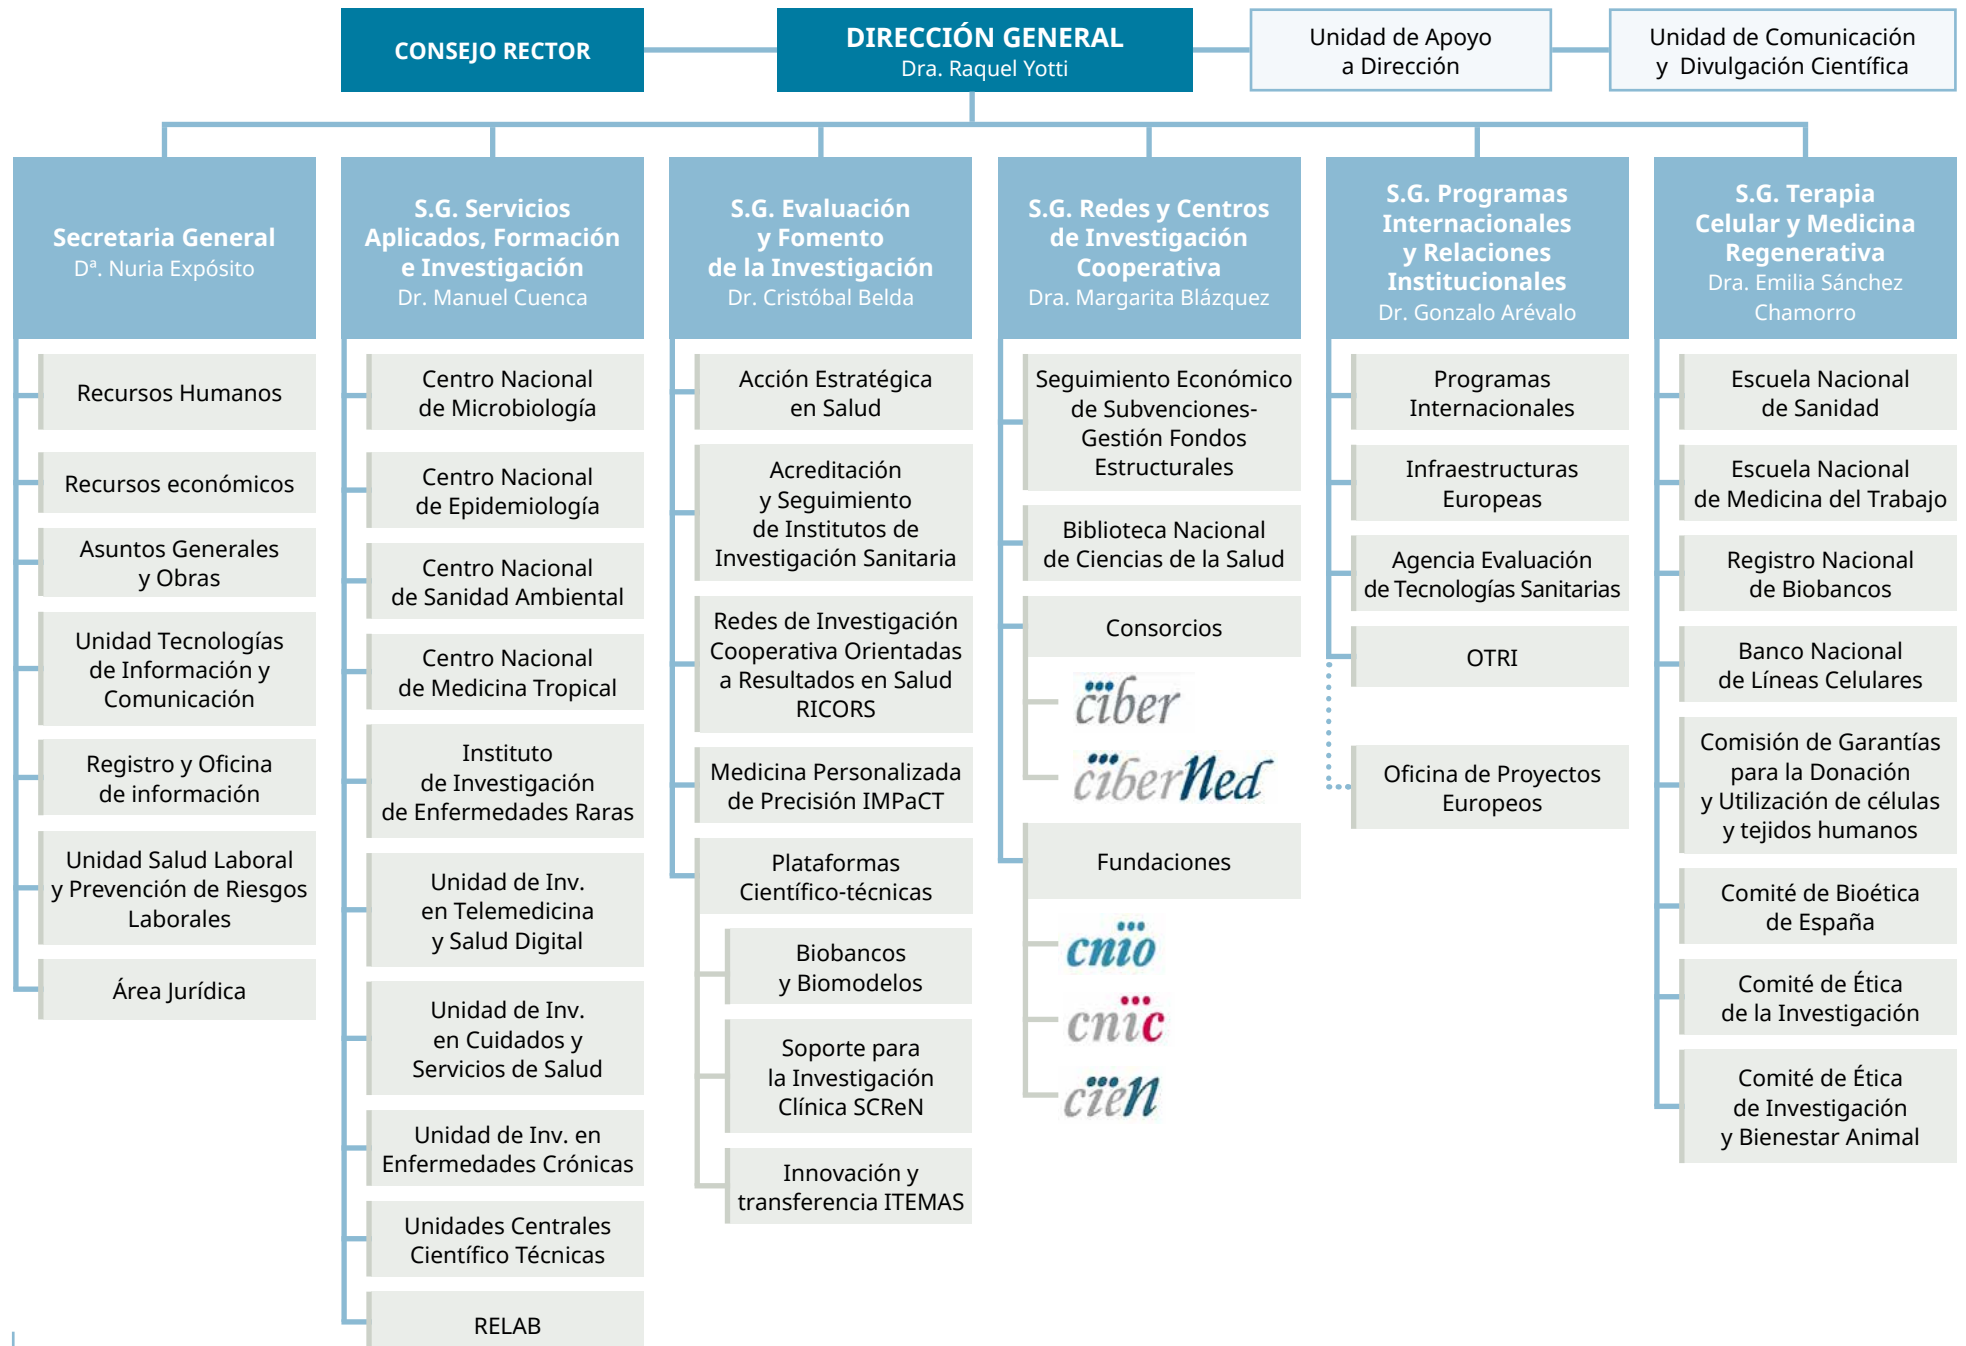 CONSEJO RECTOR
DIRECCIÓN GENERAL
Dra. Raquel Yotti
Unidad de Apoyo
a Dirección
Unidad de Comunicación
y Divulgación Científica
Secretaria General
Dª. Nuria Expósito
Recursos Humanos
Recursos económicos
Asuntos Generales
y Obras
Unidad Tecnologías
de Información y
Comunicación
Registro y Oficina
de información
Unidad Salud Laboral
y Prevención de Riesgos
Laborales
Área Jurídica
S.G. Servicios
Aplicados, Formación
e Investigación
Dr. Manuel Cuenca
Centro Nacional
de Microbiología
Centro Nacional
de Epidemiología
Centro Nacional
de Sanidad Ambiental
Centro Nacional
de Medicina Tropical
Instituto
de Investigación
de Enfermedades Raras
Unidad de Inv.
en Telemedicina
y Salud Digital
Unidad de Inv.
en Cuidados y
Servicios de Salud
Unidad de Inv. en
Enfermedades Crónicas
Unidades Centrales
Científico Técnicas
RELAB
S.G. Evaluación
y Fomento
de la Investigación
Dr. Cristóbal Belda
Acción Estratégica
en Salud
Acreditación
y Seguimiento
de Institutos de
Investigación Sanitaria
Redes de Investigación
Cooperativa Orientadas
a Resultados en Salud
RICORS
Medicina Personalizada
de Precisión IMPaCT
Plataformas
Científico-técnicas
Biobancos
y Biomodelos
Soporte para
la Investigación
Clínica SCReN
Innovación y
transferencia ITEMAS
S.G. Redes y Centros
de Investigación
Cooperativa
Dra. Margarita Blázquez
Seguimiento Económico
de Subvenciones-
Gestión Fondos
Estructurales
Biblioteca Nacional
de Ciencias de la Salud
Consorcios
ciber
ciberNed
Fundaciones
cnio
cnic
cieN
S.G. Programas
Internacionales
y Relaciones
Institucionales
Dr. Gonzalo Arévalo
Programas
Internacionales
Infraestructuras
Europeas
Agencia Evaluación
de Tecnologías Sanitarias
OTRI
Oficina de Proyectos
Europeos
S.G. Terapia
Celular y Medicina
Regenerativa
Dra. Emilia Sánchez
Chamorro
Escuela Nacional
de Sanidad
Escuela Nacional
de Medicina del Trabajo
Registro Nacional
de Biobancos
Banco Nacional
de Líneas Celulares
Comisión de Garantías
para la Donación
y Utilización de células
y tejidos humanos
Comité de Bioética
de España
Comité de Ética
de la Investigación
Comité de Ética
de Investigación
y Bienestar Animal